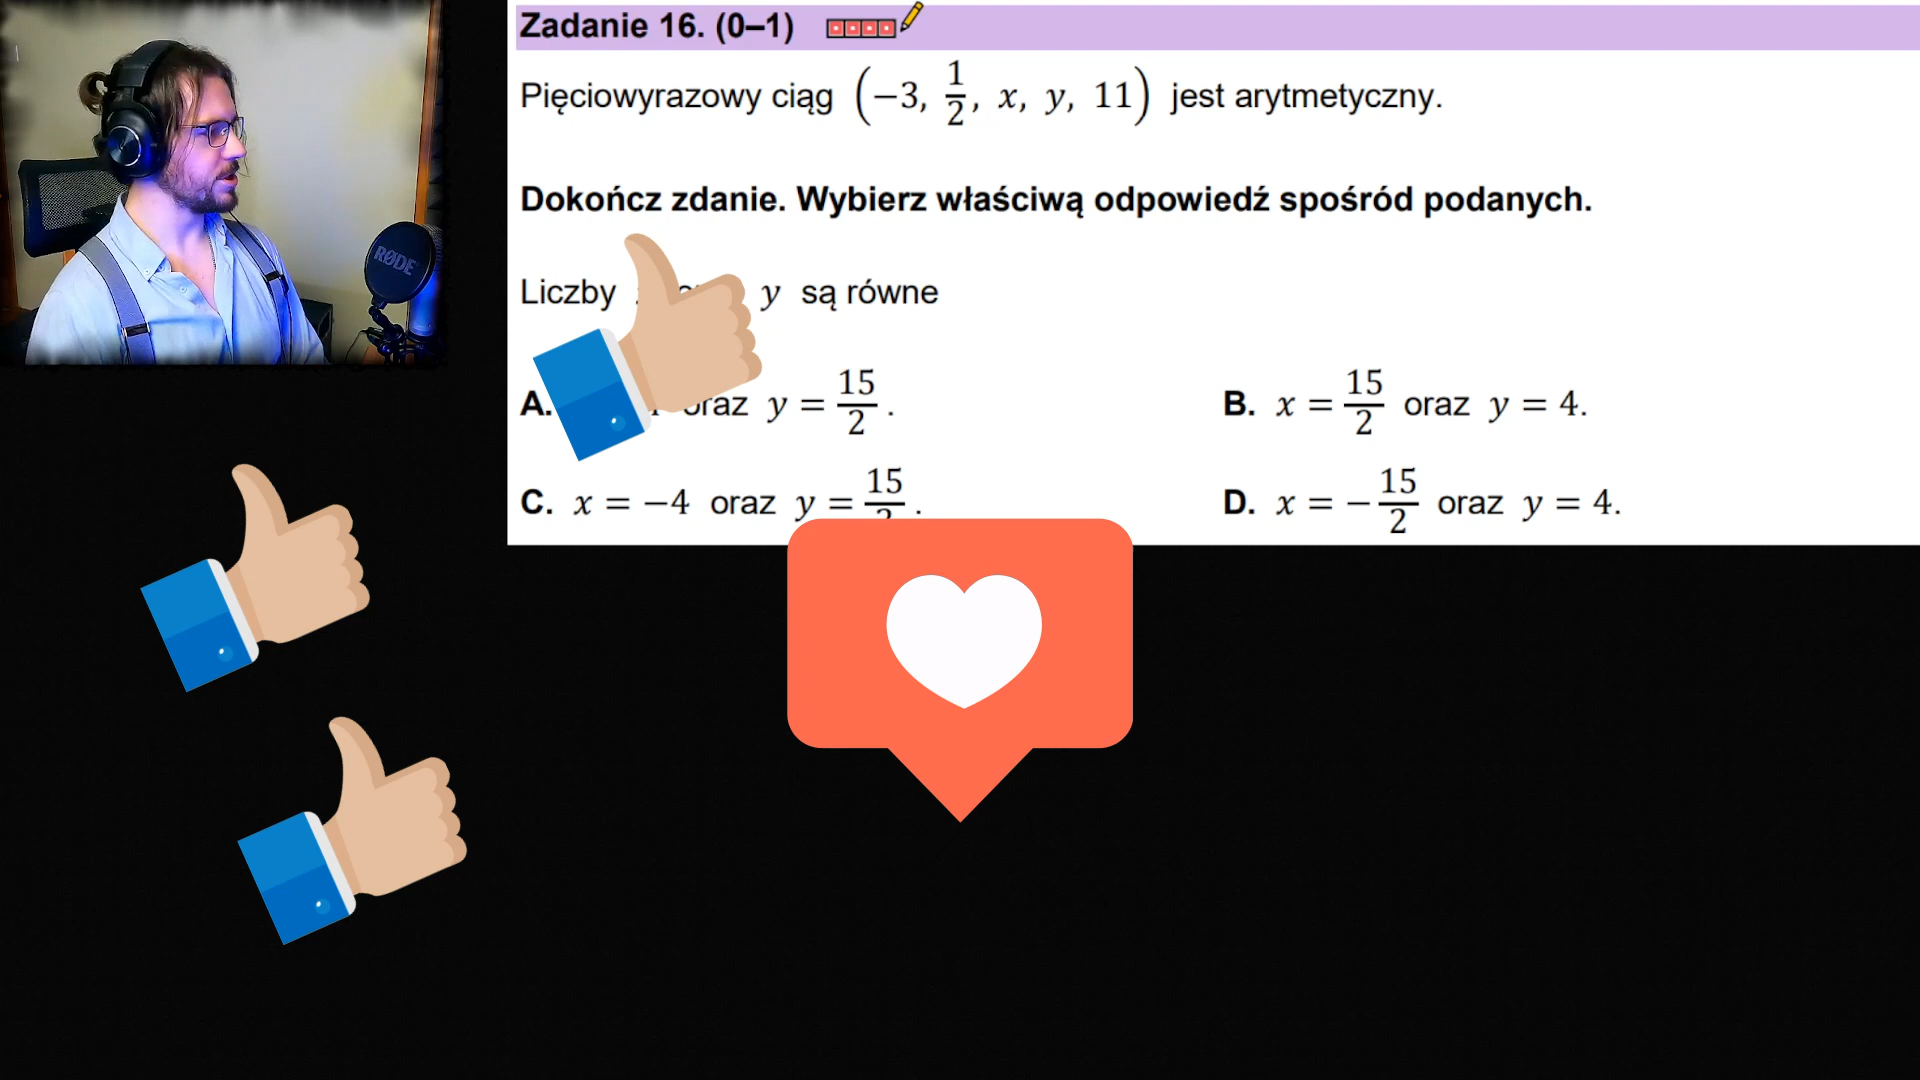 Zadanie 16. (0–1)
Pięciowyrazowy ciąg (−3, 1/2, x, y, 11) jest arytmetyczny.
Dokończ zdanie. Wybierz właściwą odpowiedź spośród podanych.
Liczby y są równe
A. oraz y = 15/2 .
B. x = 15/2 oraz y = 4.
C. x = −4 oraz y = 15/2 .
D. x = −15/2 oraz y = 4.
RØDE